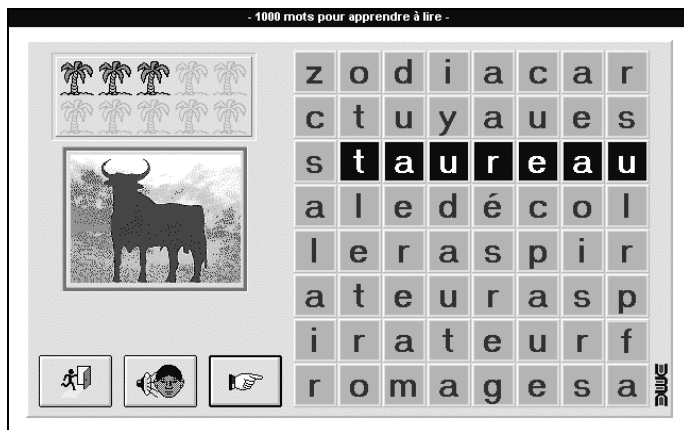 - 1000 mots pour apprendre à lire -
z o d i a c a r
c t u y a u e s
s t a u r e a u
a l e d é c o l
l e r a s p i r
a t e u r a s p
i r a t e u r f
r o m a g e s a